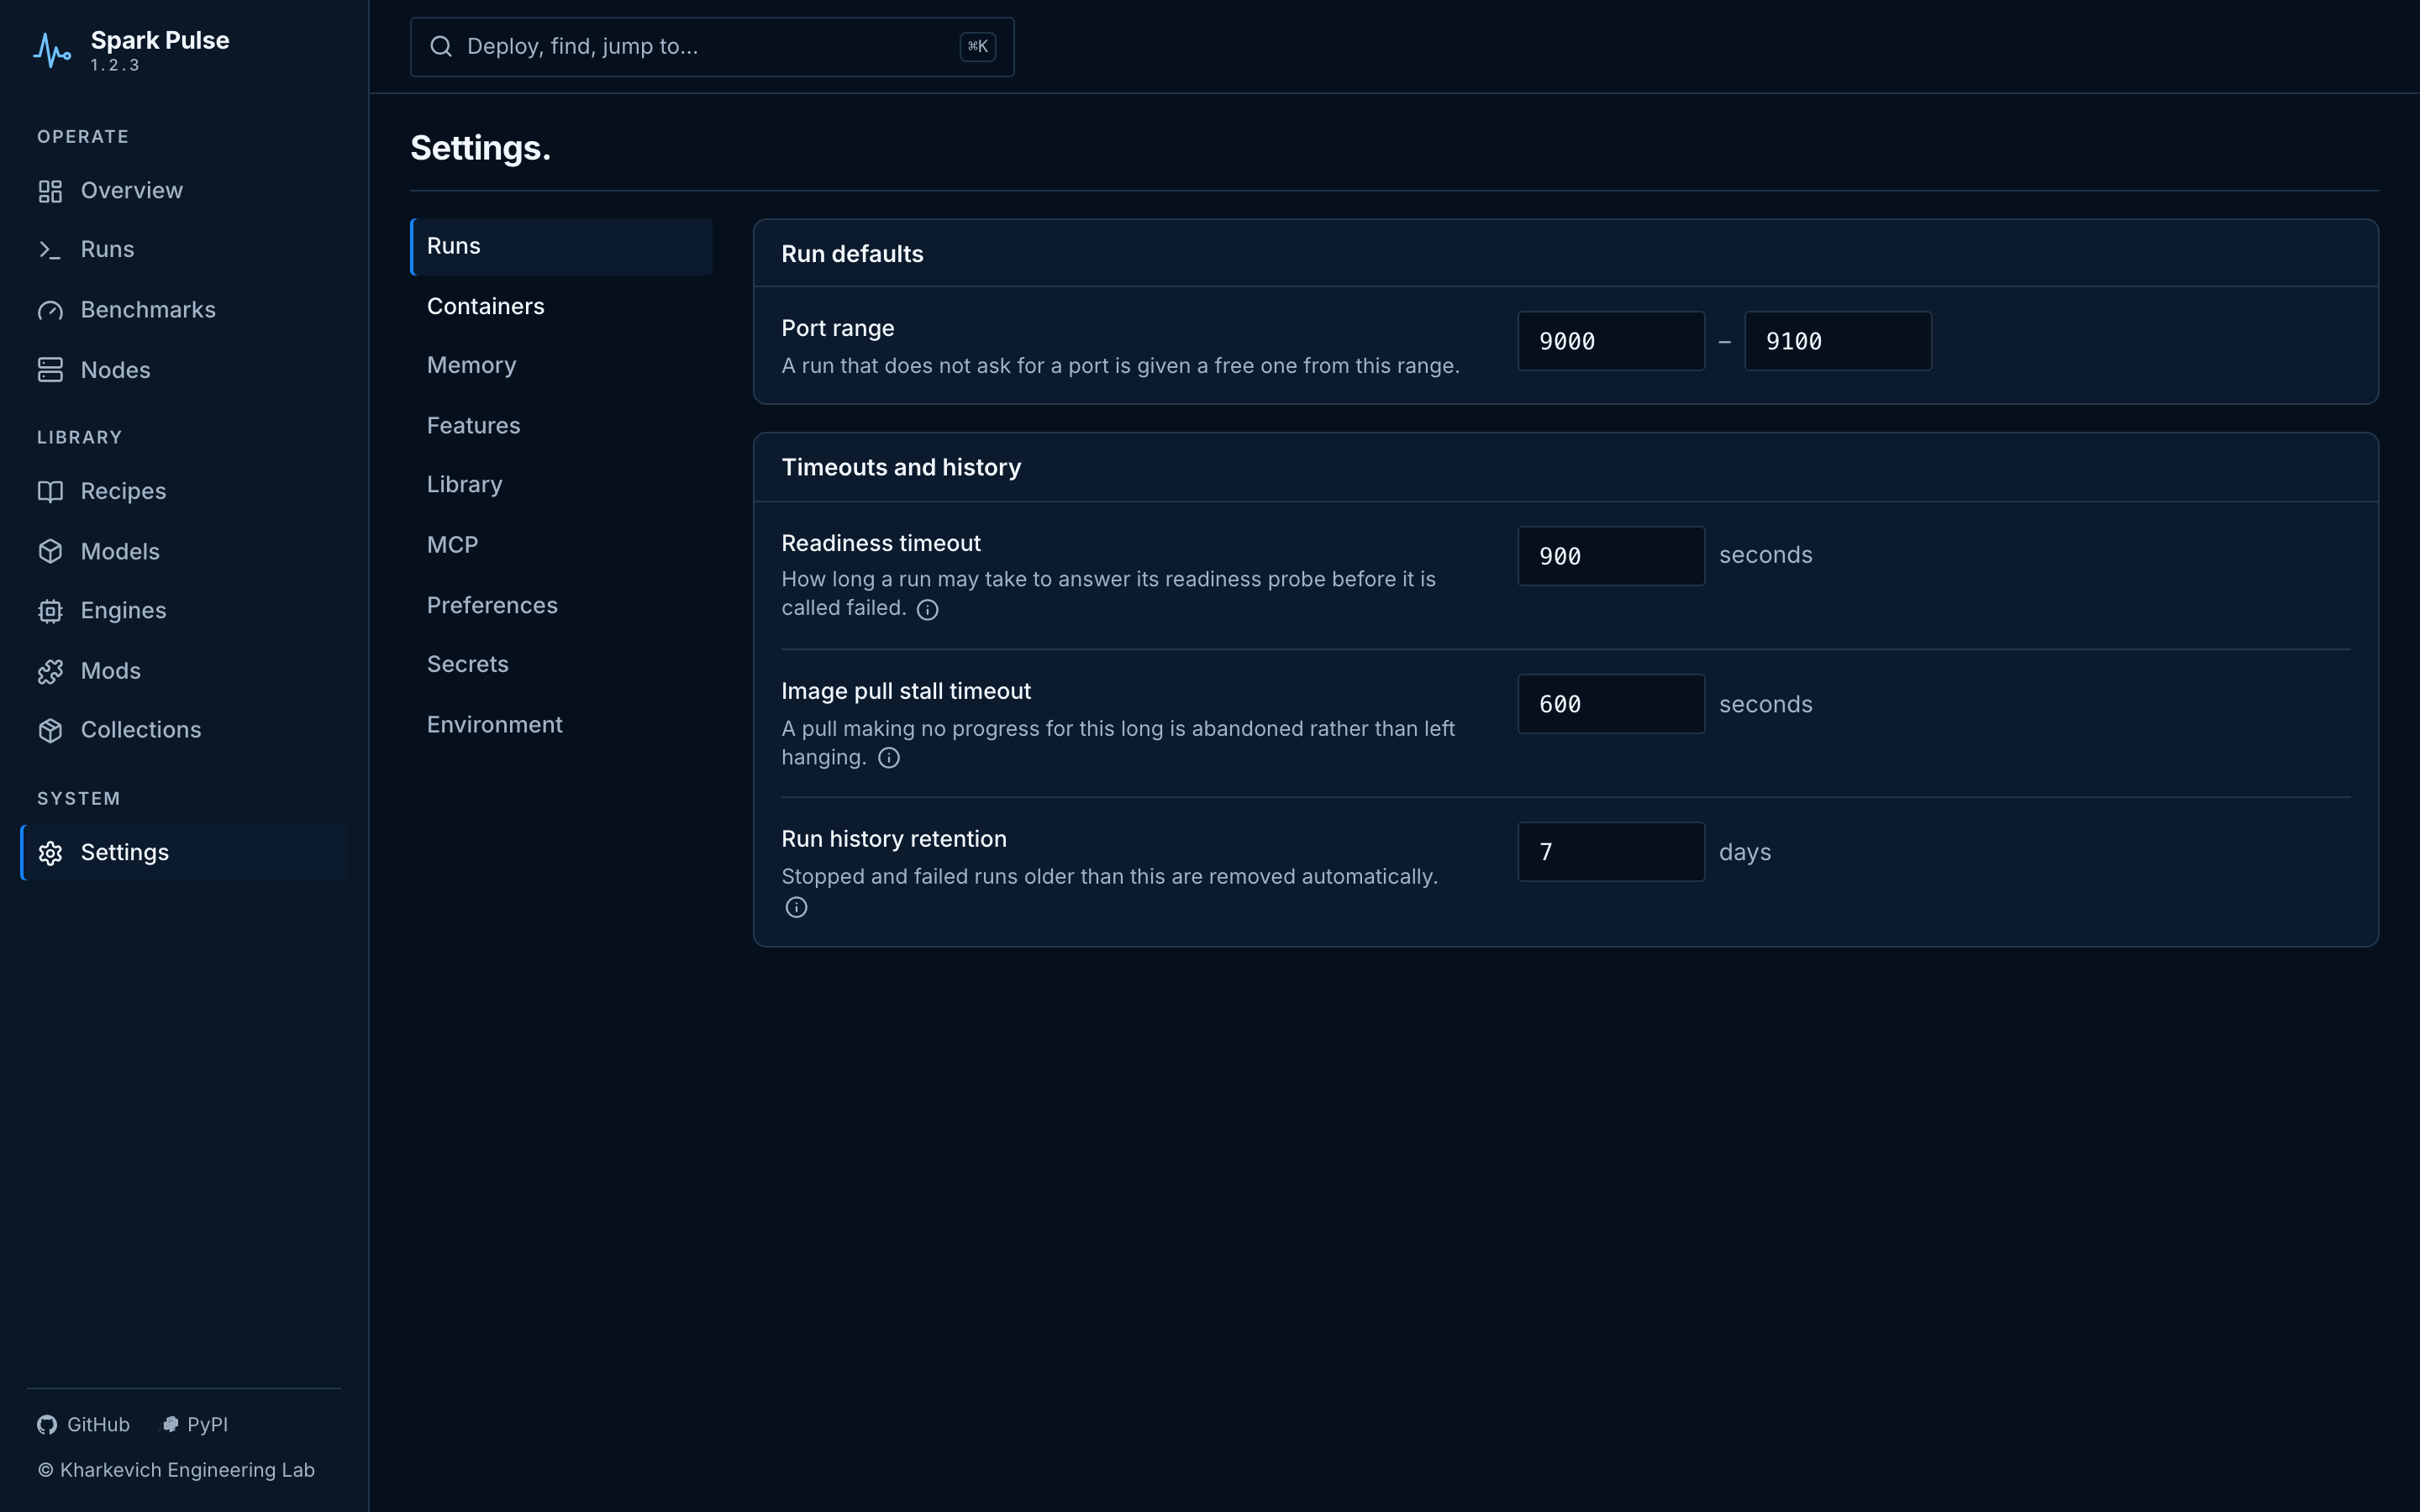 Spark Pulse
1.2.3
OPERATE
Overview
Runs
Benchmarks
Nodes
LIBRARY
Recipes
Models
Engines
Mods
Collections
SYSTEM
Settings
GitHub PyPI
© Kharkevich Engineering Lab
Deploy, find, jump to... ⌘K
Settings.
Runs
Containers
Memory
Features
Library
MCP
Preferences
Secrets
Environment
Run defaults
Port range
A run that does not ask for a port is given a free one from this range.
9000 – 9100
Timeouts and history
Readiness timeout
How long a run may take to answer its readiness probe before it is
called failed.
900 seconds
Image pull stall timeout
A pull making no progress for this long is abandoned rather than left
hanging.
600 seconds
Run history retention
Stopped and failed runs older than this are removed automatically.
7 days